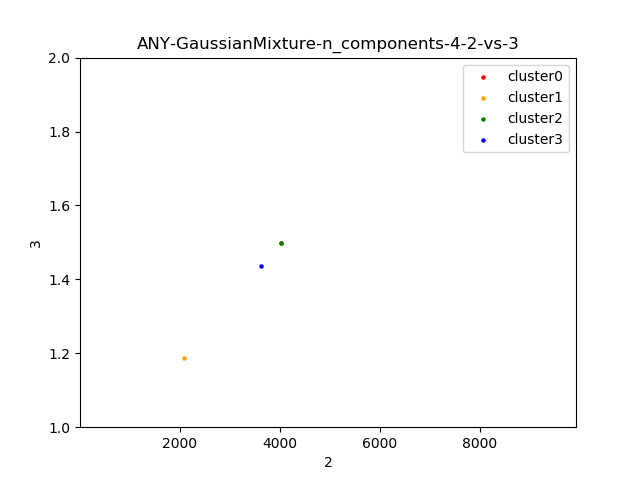 ANY-GaussianMixture-n_components-4-2-vs-3
2.0
1.8
1.6
1.4
1.2
1.0
3
cluster0
cluster1
cluster2
cluster3
2000 4000 6000 8000
2